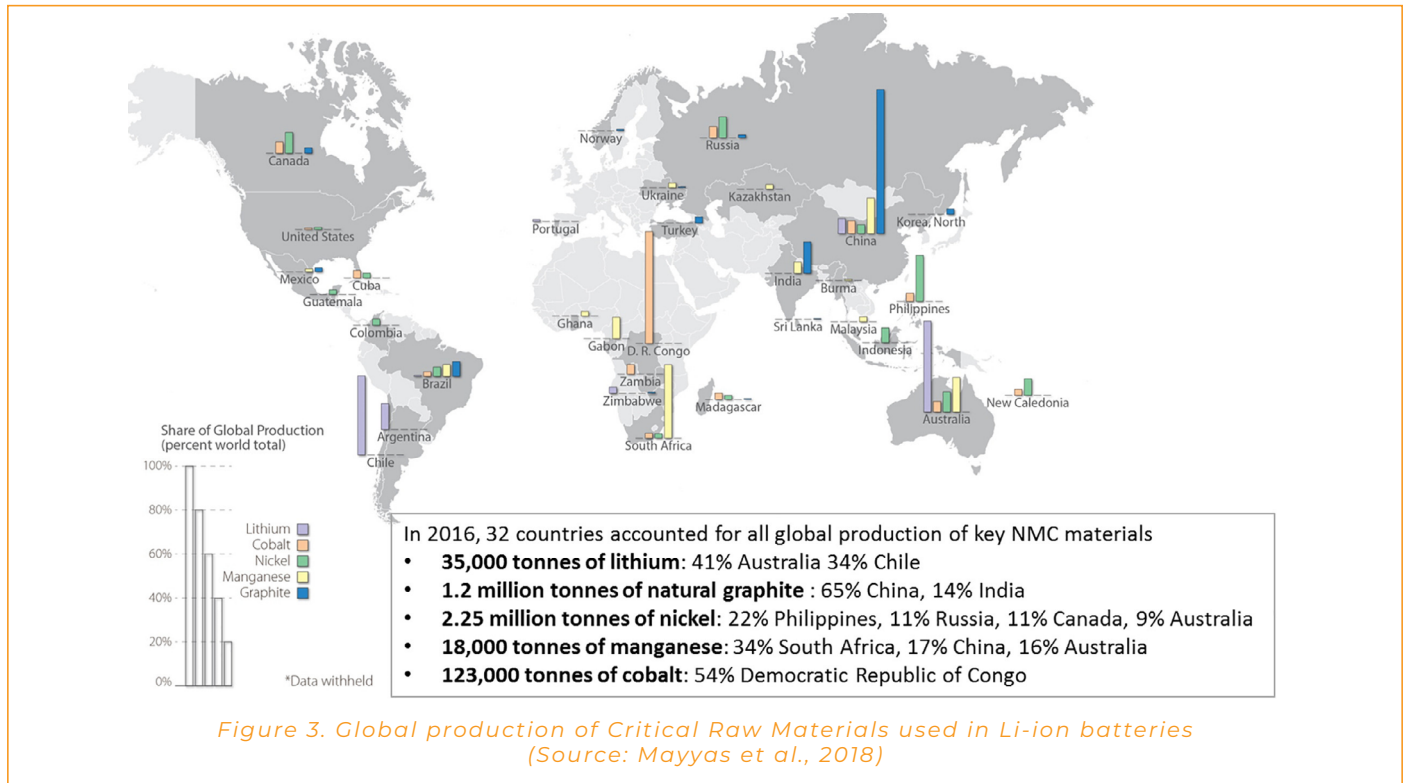 Norway
Russia
Canada
Ukraine
Kazakhstan
United States
Portugal
Turkey
China
Korea, North
Mexico
Cuba
Guatemala
India
Burma
Philippines
Colombia
Ghana
Gabon
D. R. Congo
Sri Lanka
Malaysia
Indonesia
Brazil
Zambia
Zimbabwe
Madagascar
New Caledonia
Australia
Argentina
South Africa
Chile
Share of Global Production
(percent world total)
100%
80%
60%
40%
20%
0%
Lithium
Cobalt
Nickel
Manganese
Graphite
*Data withheld
In 2016, 32 countries accounted for all global production of key NMC materials
• 35,000 tonnes of lithium: 41% Australia 34% Chile
• 1.2 million tonnes of natural graphite : 65% China, 14% India
• 2.25 million tonnes of nickel: 22% Philippines, 11% Russia, 11% Canada, 9% Australia
• 18,000 tonnes of manganese: 34% South Africa, 17% China, 16% Australia
• 123,000 tonnes of cobalt: 54% Democratic Republic of Congo
Figure 3. Global production of Critical Raw Materials used in Li-ion batteries
(Source: Mayyas et al., 2018)